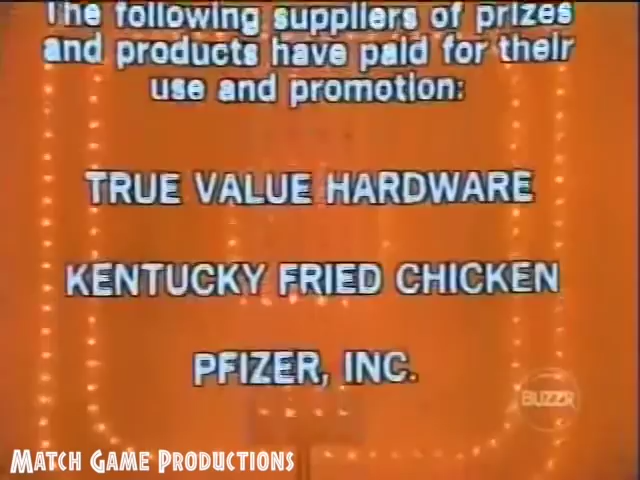 The following suppliers of prizes
and products have paid for their
use and promotion:
TRUE VALUE HARDWARE
KENTUCKY FRIED CHICKEN
PFIZER, INC.
BUZZR
MATCH GAME PRODUCTIONS